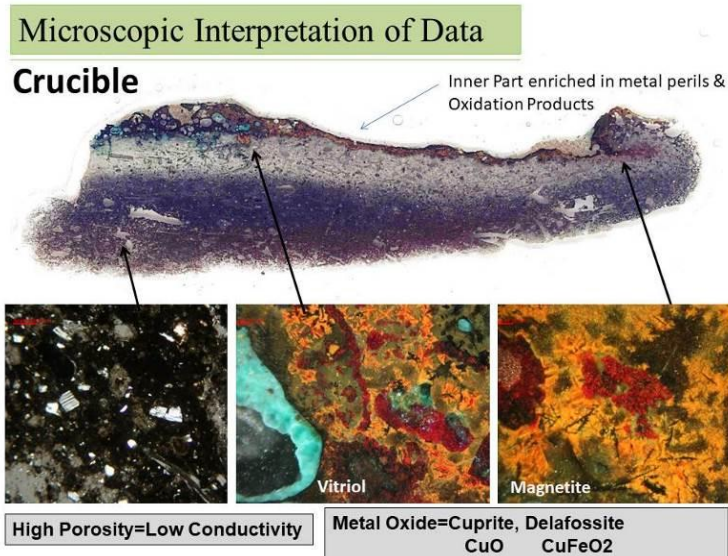 Microscopic Interpretation of Data
Crucible
Inner Part enriched in metal perils &
Oxidation Products
Vitriol
Magnetite
High Porosity=Low Conductivity
Metal Oxide=Cuprite, Delafossite
CuO CuFeO2